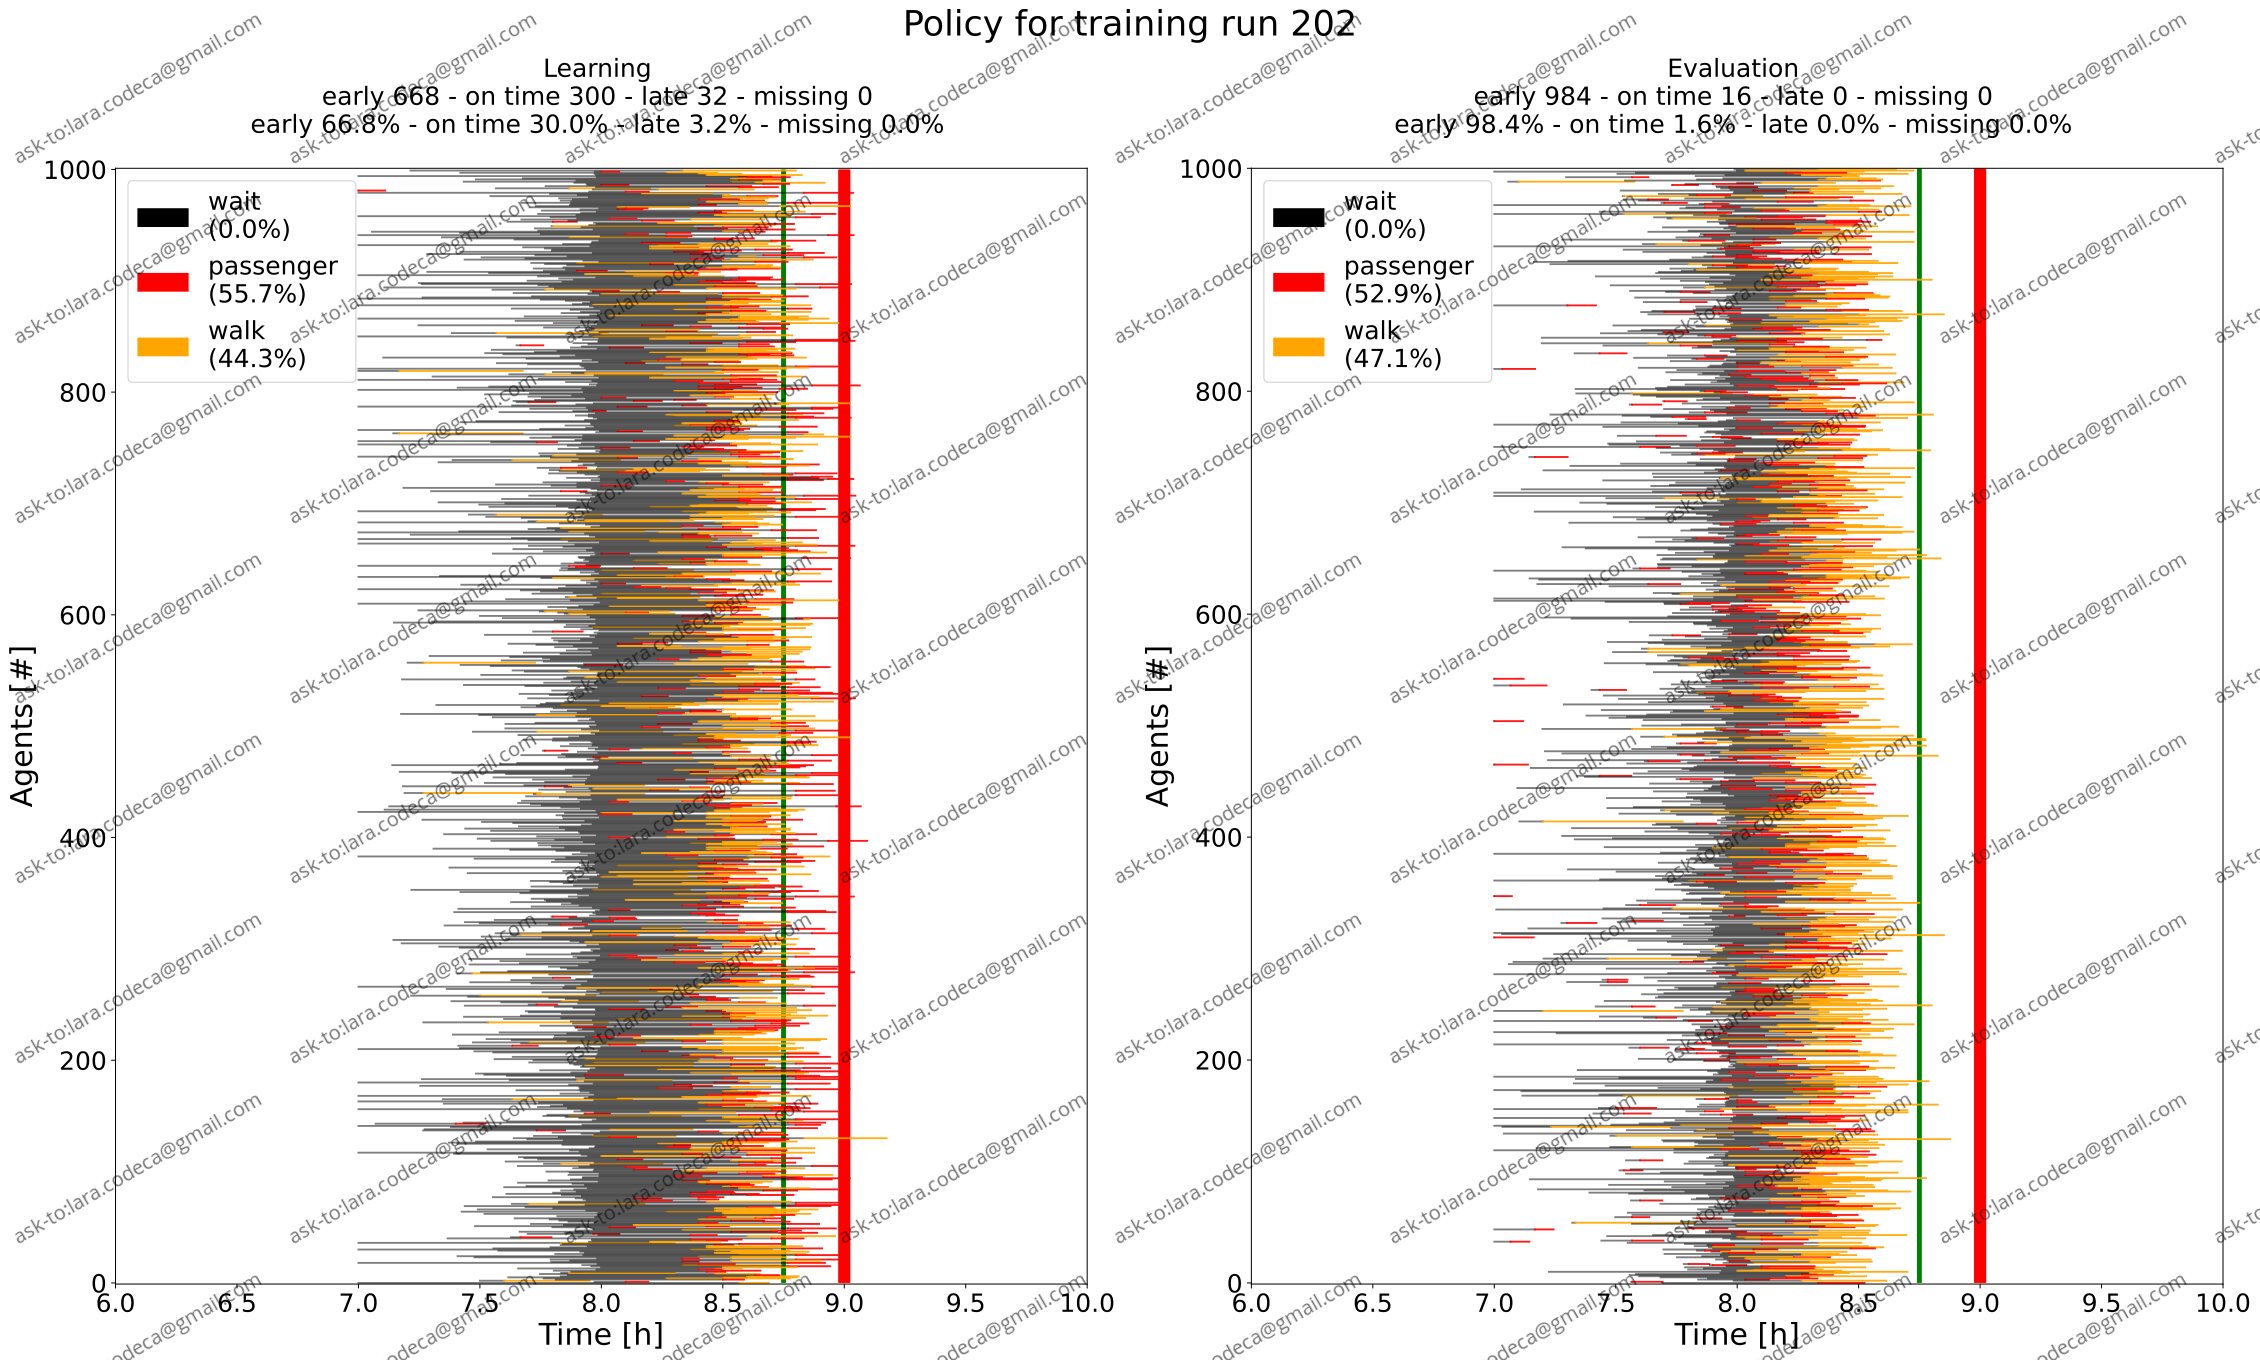 Policy for training run 202
Learning
early 668 - on time 300 - late 32 - missing 0
early 66.8% - on time 30.0% - late 3.2% - missing 0.0%
wait
(0.0%)
passenger
(55.7%)
walk
(44.3%)
1000
800
600
400
200
0
Agents [#]
6.0 6.5 7.0 7.5 8.0 8.5 9.0 9.5 10.0
Time [h]
Evaluation
early 984 - on time 16 - late 0 - missing 0
early 98.4% - on time 1.6% - late 0.0% - missing 0.0%
wait
(0.0%)
passenger
(52.9%)
walk
(47.1%)
1000
800
600
400
200
0
Agents [#]
6.0 6.5 7.0 7.5 8.0 8.5 9.0 9.5 10.0
Time [h]
ask-to:lara.codeca@gmail.com